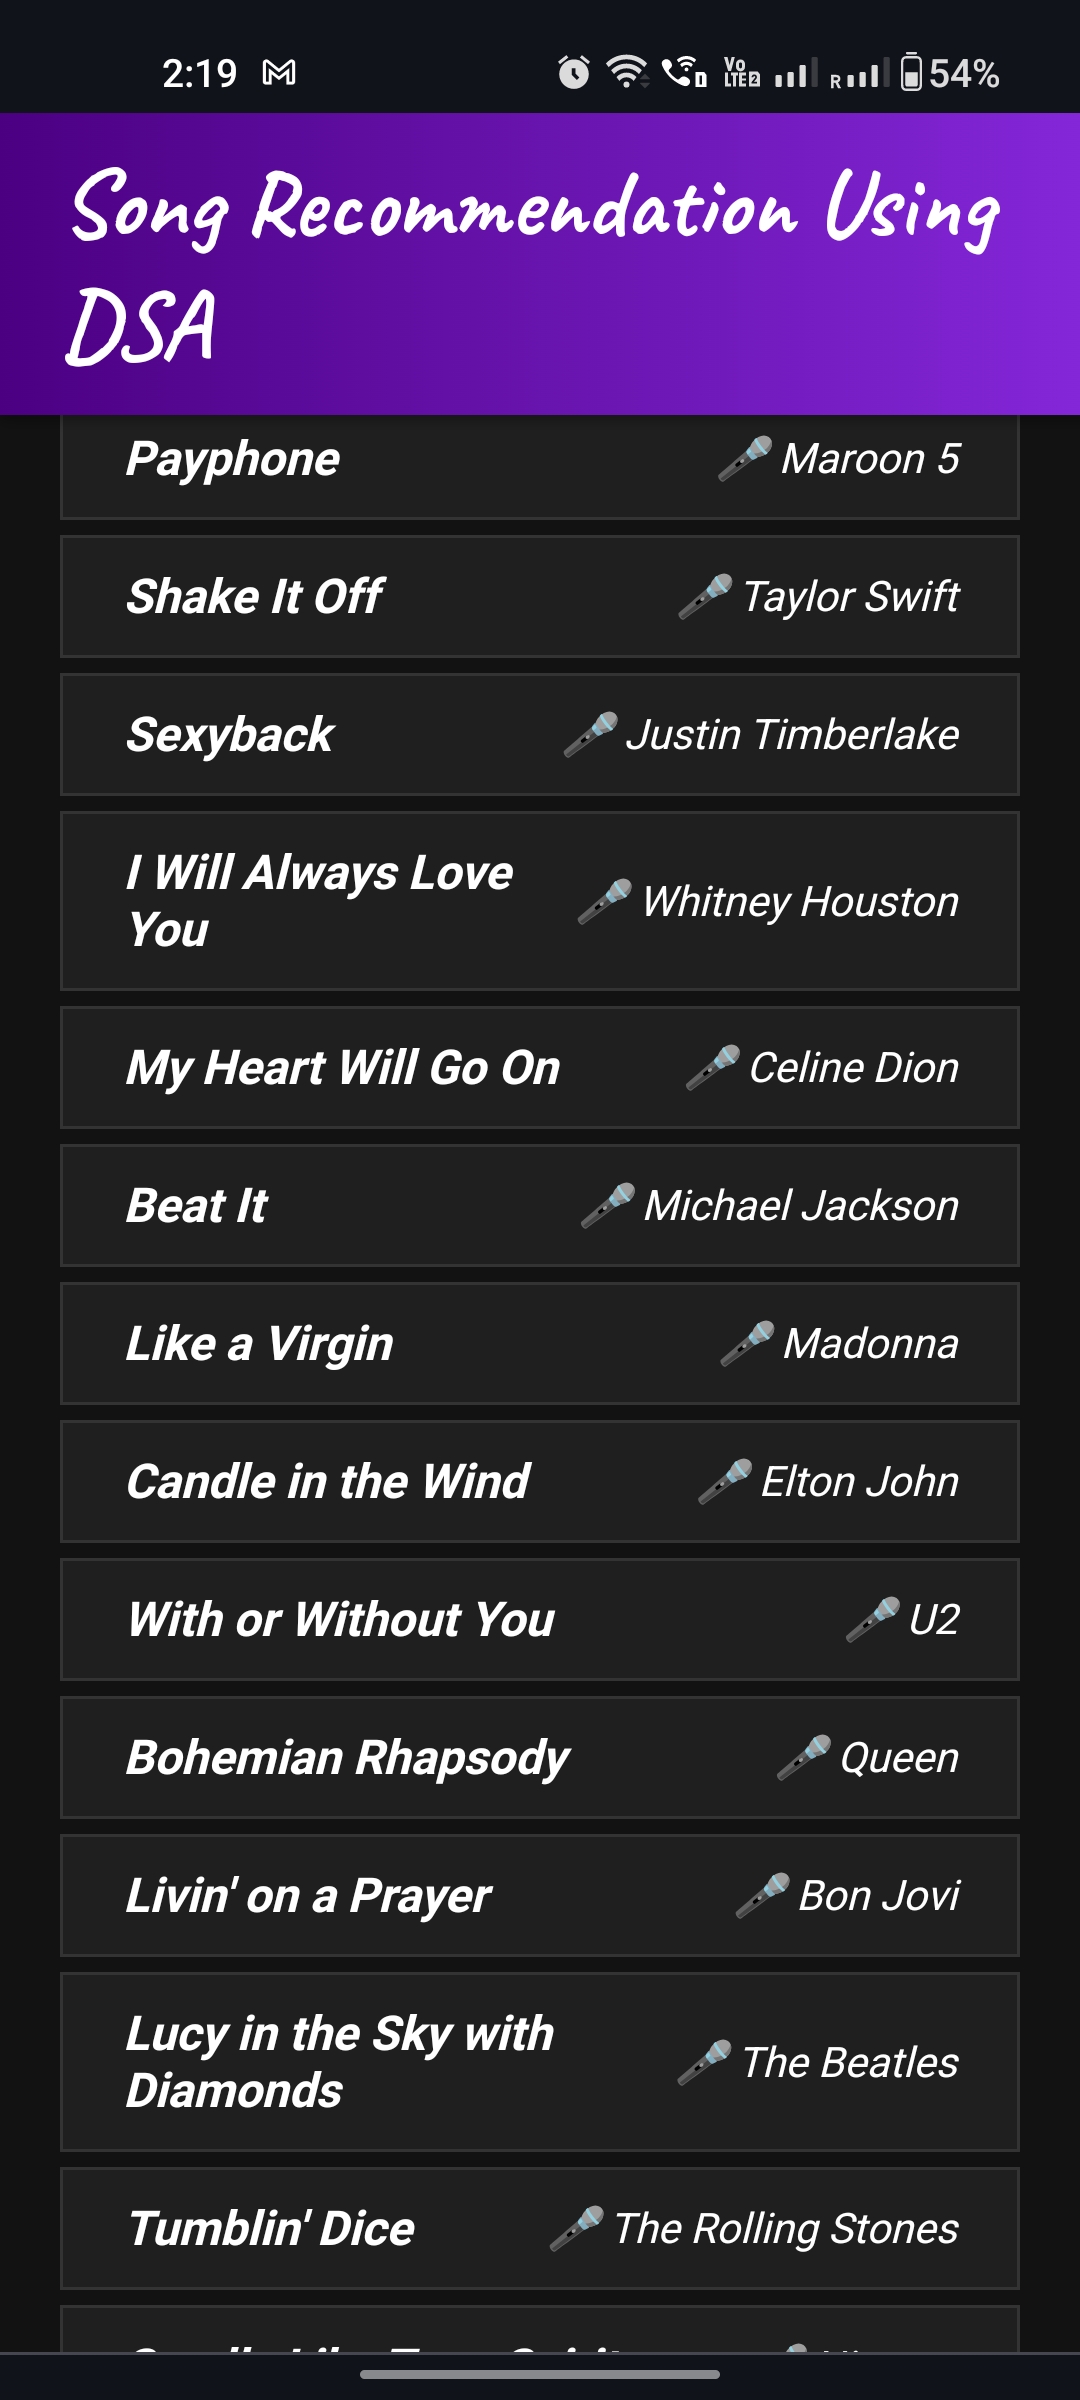 2:19 54%
Song Recommendation Using
DSA
Payphone 🎤 Maroon 5
Shake It Off 🎤 Taylor Swift
Sexyback 🎤 Justin Timberlake
I Will Always Love
You 🎤 Whitney Houston
My Heart Will Go On 🎤 Celine Dion
Beat It 🎤 Michael Jackson
Like a Virgin 🎤 Madonna
Candle in the Wind 🎤 Elton John
With or Without You 🎤 U2
Bohemian Rhapsody 🎤 Queen
Livin' on a Prayer 🎤 Bon Jovi
Lucy in the Sky with
Diamonds 🎤 The Beatles
Tumblin' Dice 🎤 The Rolling Stones